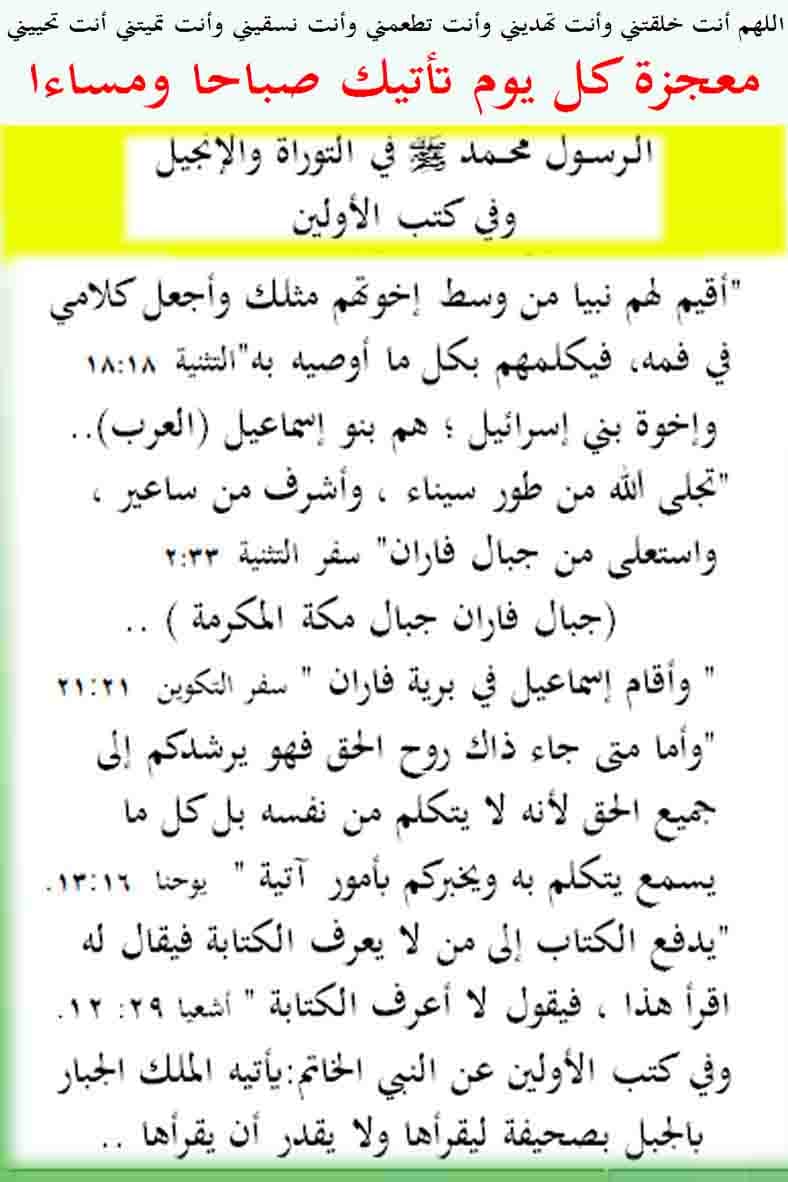 اللهم أنت خلقتني وأنت تهديني وأنت تطعمني وأنت نسقيني وأنت تميتني أنت تحييني
معجزة كل يوم تأتيك صباحا ومساءا
الرسول محمد ﷺ في التوراة والإنجيل
وفي كتب الأولين
"أقيم لهم نبيا من وسط إخوتهم مثلك وأجعل كلامي
في فمه، فيكلمهم بكل ما أوصيه به"التثنية ١٨:١٨
وإخوة بني إسرائيل ؛ هم بنو إسماعيل (العرب)..
"تجلى الله من طور سيناء ، وأشرف من ساعير ،
واستعلى من جبال فاران" سفر التثنية ٢:٣٣
(جبال فاران جبال مكة المكرمة ) ..
" وأقام إسماعيل في برية فاران " سفر التكوين ٢١:٢١
"وأما متى جاء ذاك روح الحق فهو يرشدكم إلى
جميع الحق لأنه لا يتكلم من نفسه بل كل ما
يسمع يتكلم به ويخبركم بأمور آتية " يوحنا ١٣:١٦.
"يدفع الكتاب إلى من لا يعرف الكتابة فيقال له
اقرأ هذا ، فيقول لا أعرف الكتابة " أشعيا ٢٩: ١٢.
وفي كتب الأولين عن النبي الخاتم:يأتيه الملك الجبار
بالجبل بصحيفة ليقرأها ولا يقدر أن يقرأها ..